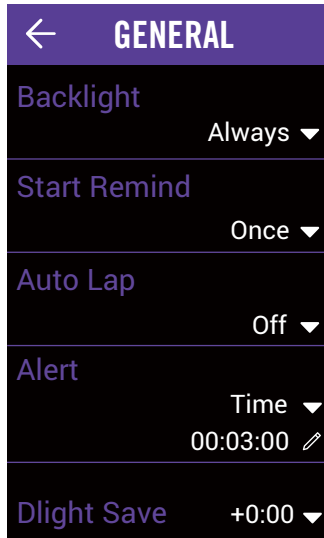 GENERAL
Backlight
Always
Start Remind
Once
Auto Lap
Off
Alert
Time
00:03:00
Dlight Save +0:00